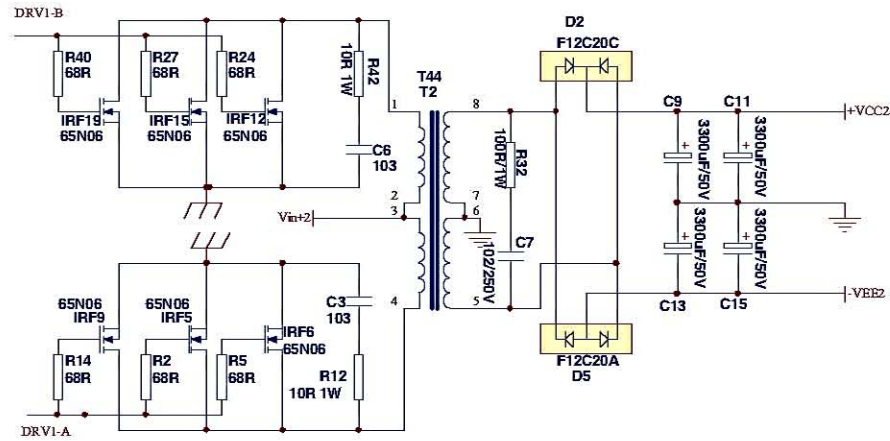 DRV1-B
R40
68R
R27
68R
R24
68R
IRF19
65N06
IRF15
65N06
IRF12
65N06
R42
10R 1W
C6
103
T44
T2
1
2
3
4
8
7
6
5
Vin+2
R32
100R/1W
C7
102/250V
D2
F12C20C
C9
C11
3300uF/50V
3300uF/50V
+VCC2
3300uF/50V
3300uF/50V
C13
C15
-VEE2
F12C20A
D5
65N06
IRF9
65N06
IRF5
IRF6
65N06
R14
68R
R2
68R
R5
68R
C3
103
R12
10R 1W
DRV1-A